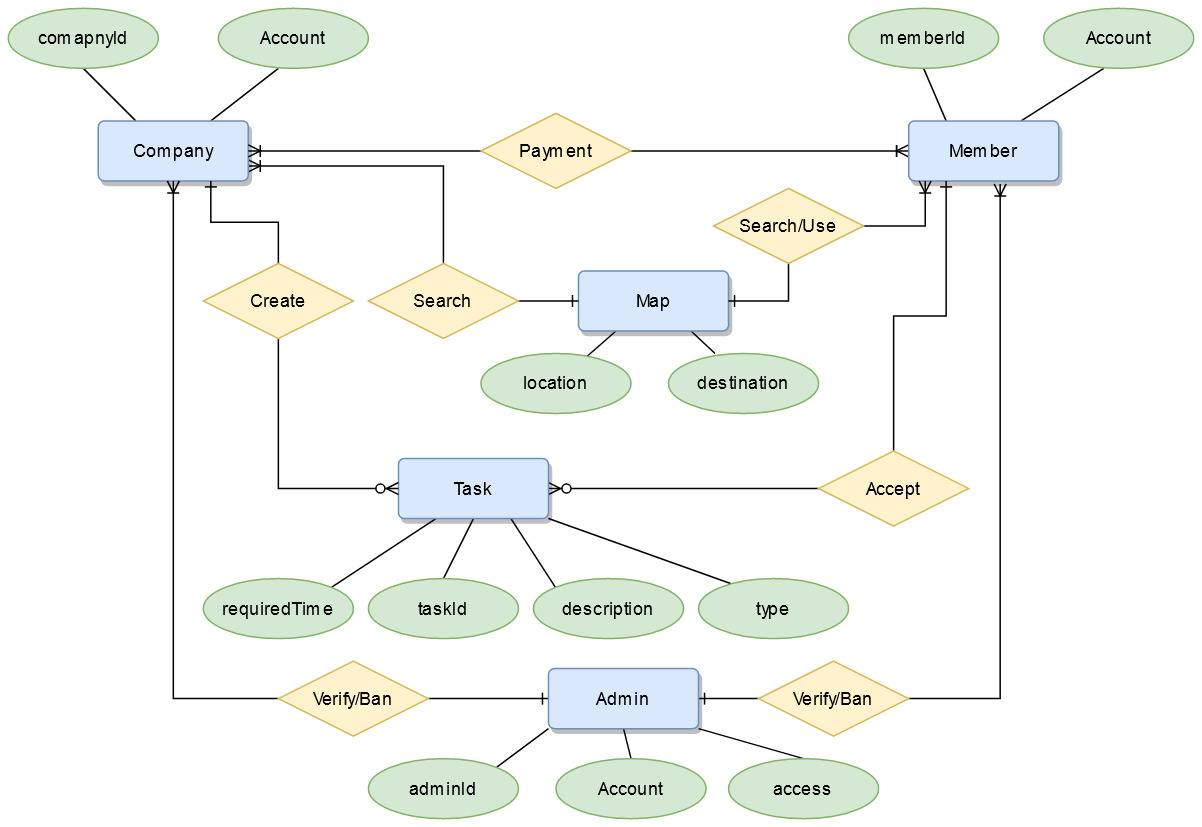 comapnyId
Account
memberId
Account
Company
Payment
Member
Search/Use
Create
Search
Map
location
destination
Task
Accept
requiredTime
taskId
description
type
Verify/Ban
Admin
Verify/Ban
adminId
Account
access